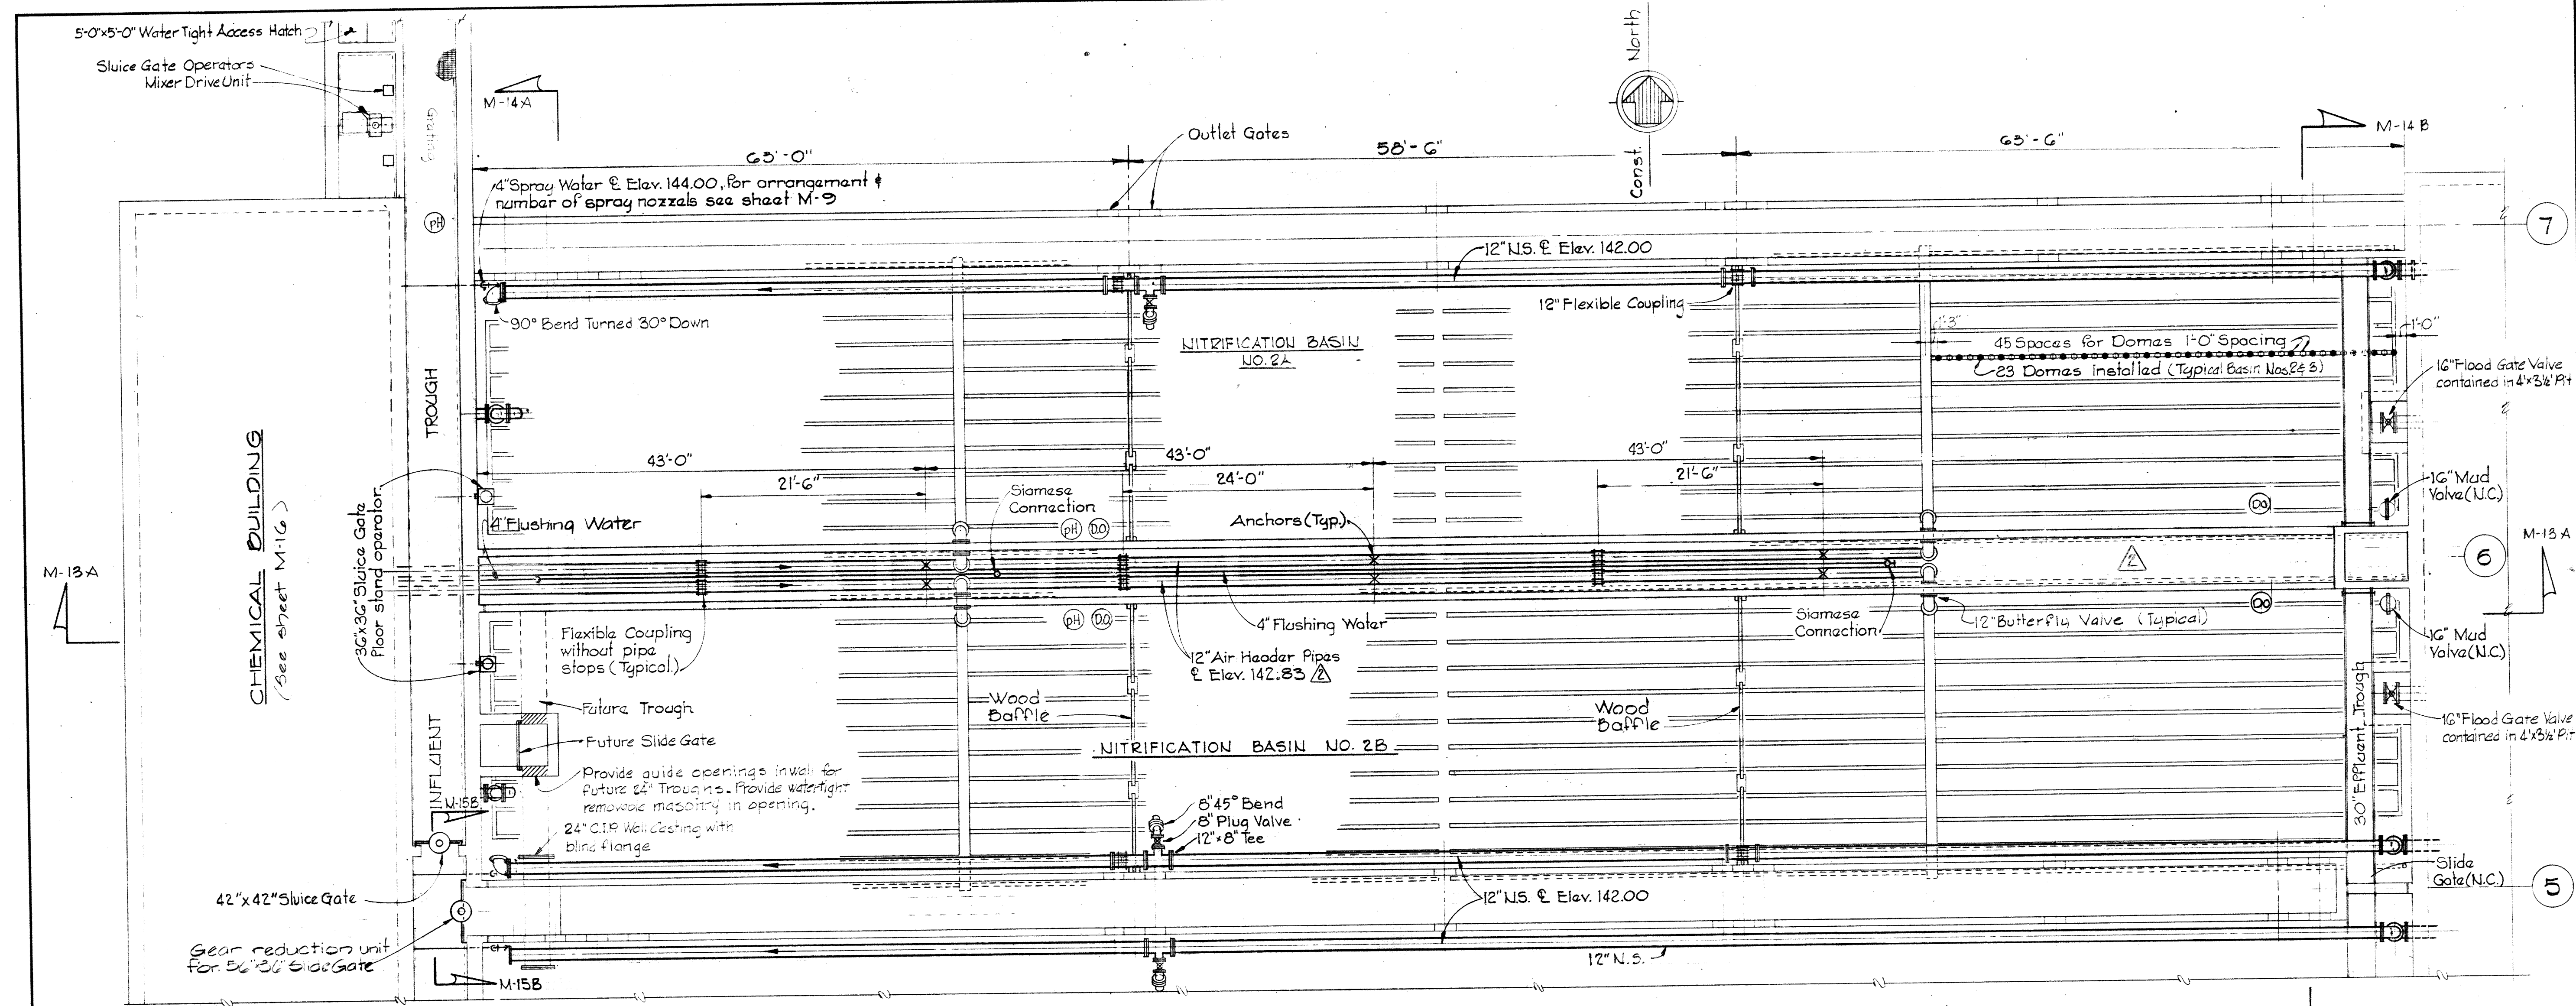 5'-0"x5'-0" Water Tight Access Hatch
Sluice Gate Operators
Mixer Drive Unit
Grating
M-14A
North
Const.
Outlet Gates
M-14B
63'-0"
58'-6"
63'-6"
4" Spray Water ℄ Elev. 144.00, for arrangement &
number of spray nozzels see sheet M-9
pH
7
12" N.S. ℄ Elev. 142.00
12" Flexible Coupling
90° Bend Turned 30° Down
NITRIFICATION BASIN
NO. 2A
1'-3"
1'-0"
45 Spaces for Domes 1'-0" Spacing
23 Domes Installed (Typical Basin Nos. 2 & 3)
16" Flood Gate Valve
contained in 4'x3½' Pit
TROUGH
CHEMICAL BUILDING
(See sheet M-16)
36"x36" Sluice Gate
floor stand operator.
43'-0"
43'-0"
43'-0"
21'-6"
24'-0"
21'-6"
Siamese
Connection
pH
D.O.
Anchors (Typ.)
4" Flushing Water
DO
16" Mud
Valve (N.C.)
M-13A
M-13A
6
2
Flexible Coupling
without pipe
stops (Typical)
pH
D.O.
4" Flushing Water
Siamese
Connection
12" Butterfly Valve (Typical)
DO
16" Mud
Valve (N.C.)
12" Air Header Pipes
℄ Elev. 142.83 2
Future Trough
Wood
Baffle
Wood
Baffle
Future Slide Gate
NITRIFICATION BASIN NO. 2B
16" Flood Gate Valve
contained in 4'x3½' Pit
INFLUENT
30" Effluent Trough
Provide guide openings in wall for
future 24" Troughs. Provide watertight
removable masonry in opening.
M-15B
24" C.I.P. Wall Casting with
blind flange
8" 45° Bend
8" Plug Valve
12"x8" Tee
42"x42" Sluice Gate
Slide
Gate (N.C.)
5
12" N.S. ℄ Elev. 142.00
Gear reduction unit
for Slide Gate
12" N.S.
M-15B